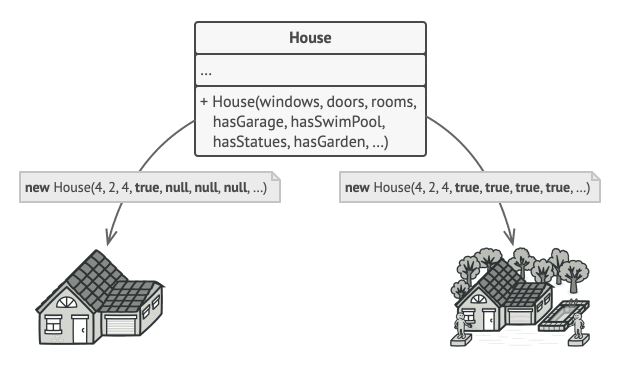 House
...
+ House(windows, doors, rooms,
hasGarage, hasSwimPool,
hasStatues, hasGarden, ...)
new House(4, 2, 4, true, null, null, null, ...)
new House(4, 2, 4, true, true, true, true, ...)